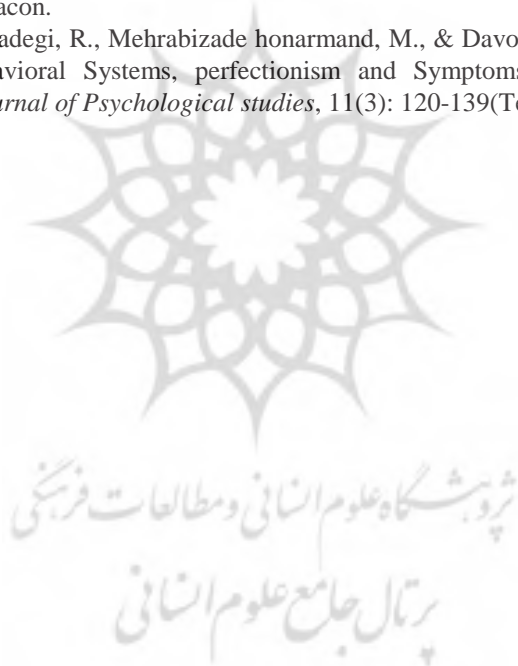 acon.
adegi, R., Mehrabizade honarmand, M., & Davo
avioral Systems, perfectionism and Symptoms
urnal of Psychological studies, 11(3): 120-139(Te
پژوهشگاه علوم انسانی و مطالعات فرهنگی
پرتال جامع علوم انسانی